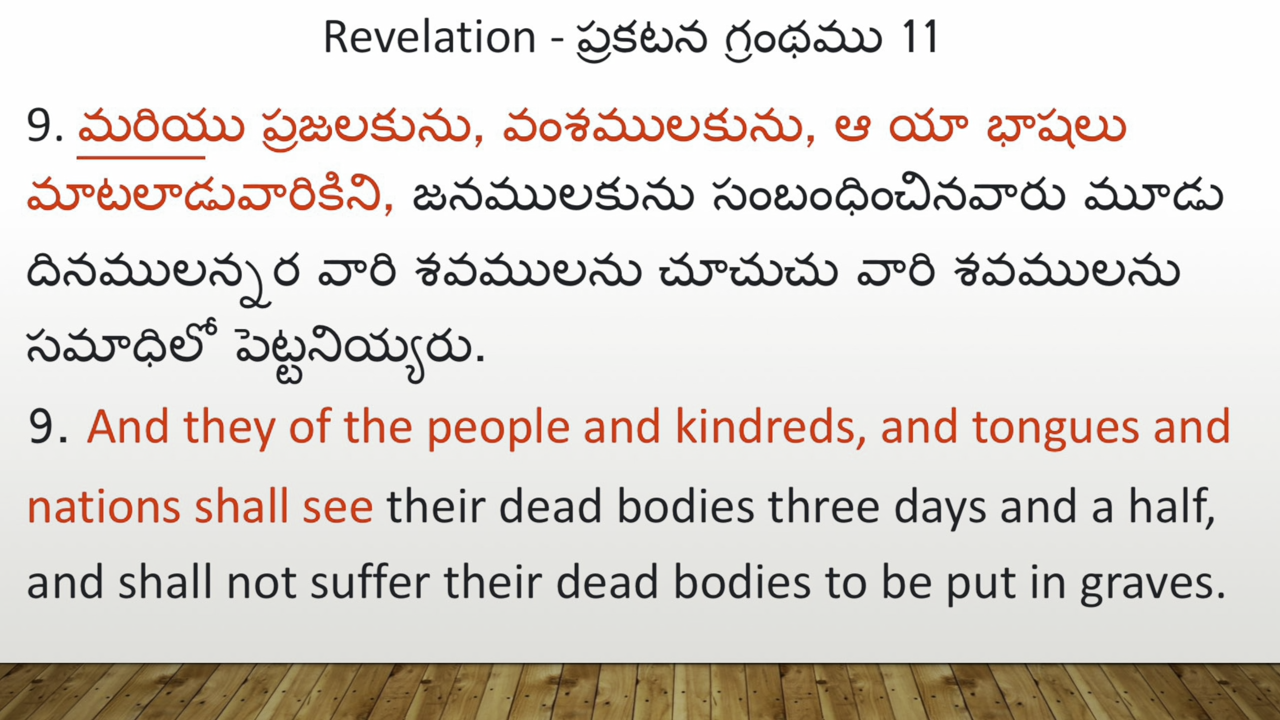 Revelation - ప్రకటన గ్రంథము 11
9. మరియు ప్రజలకును, వంశములకును, ఆ యా భాషలు
మాటలాడువారికిని, జనములకును సంబంధించినవారు మూడు
దినములన్నర వారి శవములను చూచుచు వారి శవములను
సమాధిలో పెట్టనియ్యరు.
9. And they of the people and kindreds, and tongues and
nations shall see their dead bodies three days and a half,
and shall not suffer their dead bodies to be put in graves.